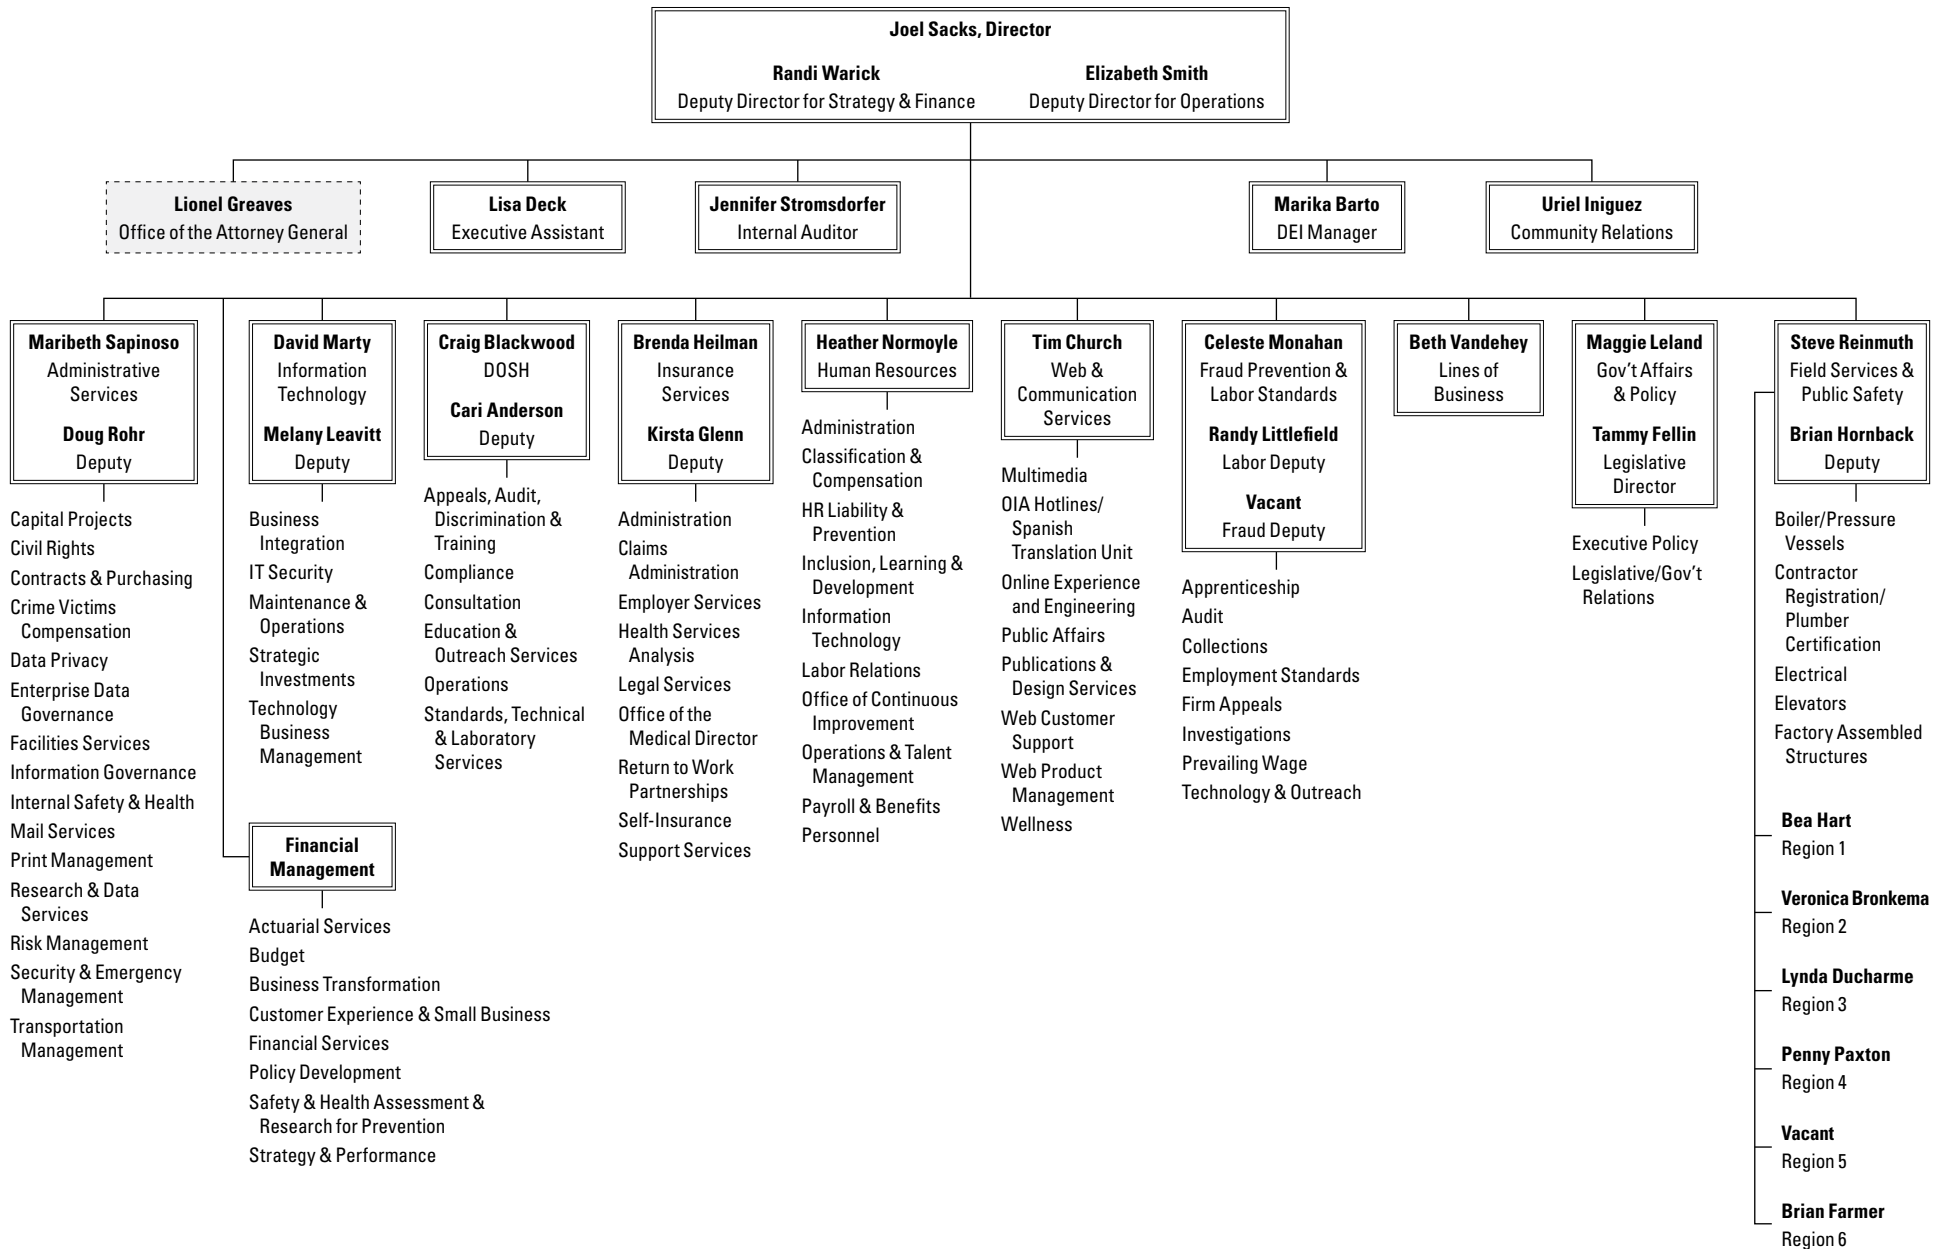 Joel Sacks, Director
Randi Warick
Deputy Director for Strategy & Finance
Elizabeth Smith
Deputy Director for Operations
Lionel Greaves
Office of the Attorney General
Lisa Deck
Executive Assistant
Jennifer Stromsdorfer
Internal Auditor
Marika Barto
DEI Manager
Uriel Iniguez
Community Relations
Maribeth Sapinoso
Administrative
Services
Doug Rohr
Deputy
Capital Projects
Civil Rights
Contracts & Purchasing
Crime Victims
Compensation
Data Privacy
Enterprise Data
Governance
Facilities Services
Information Governance
Internal Safety & Health
Mail Services
Print Management
Research & Data
Services
Risk Management
Security & Emergency
Management
Transportation
Management
David Marty
Information
Technology
Melany Leavitt
Deputy
Business
Integration
IT Security
Maintenance &
Operations
Strategic
Investments
Technology
Business
Management
Financial
Management
Actuarial Services
Budget
Business Transformation
Customer Experience & Small Business
Financial Services
Policy Development
Safety & Health Assessment &
Research for Prevention
Strategy & Performance
Craig Blackwood
DOSH
Cari Anderson
Deputy
Appeals, Audit,
Discrimination &
Training
Compliance
Consultation
Education &
Outreach Services
Operations
Standards, Technical
& Laboratory
Services
Brenda Heilman
Insurance
Services
Kirsta Glenn
Deputy
Administration
Claims
Administration
Employer Services
Health Services
Analysis
Legal Services
Office of the
Medical Director
Return to Work
Partnerships
Self-Insurance
Support Services
Heather Normoyle
Human Resources
Administration
Classification &
Compensation
HR Liability &
Prevention
Inclusion, Learning &
Development
Information
Technology
Labor Relations
Office of Continuous
Improvement
Operations & Talent
Management
Payroll & Benefits
Personnel
Tim Church
Web &
Communication
Services
Multimedia
OIA Hotlines/
Spanish
Translation Unit
Online Experience
and Engineering
Public Affairs
Publications &
Design Services
Web Customer
Support
Web Product
Management
Wellness
Celeste Monahan
Fraud Prevention &
Labor Standards
Randy Littlefield
Labor Deputy
Vacant
Fraud Deputy
Apprenticeship
Audit
Collections
Employment Standards
Firm Appeals
Investigations
Prevailing Wage
Technology & Outreach
Beth Vandehey
Lines of
Business
Maggie Leland
Gov't Affairs
& Policy
Tammy Fellin
Legislative
Director
Executive Policy
Legislative/Gov't
Relations
Steve Reinmuth
Field Services &
Public Safety
Brian Hornback
Deputy
Boiler/Pressure
Vessels
Contractor
Registration/
Plumber
Certification
Electrical
Elevators
Factory Assembled
Structures
Bea Hart
Region 1
Veronica Bronkema
Region 2
Lynda Ducharme
Region 3
Penny Paxton
Region 4
Vacant
Region 5
Brian Farmer
Region 6